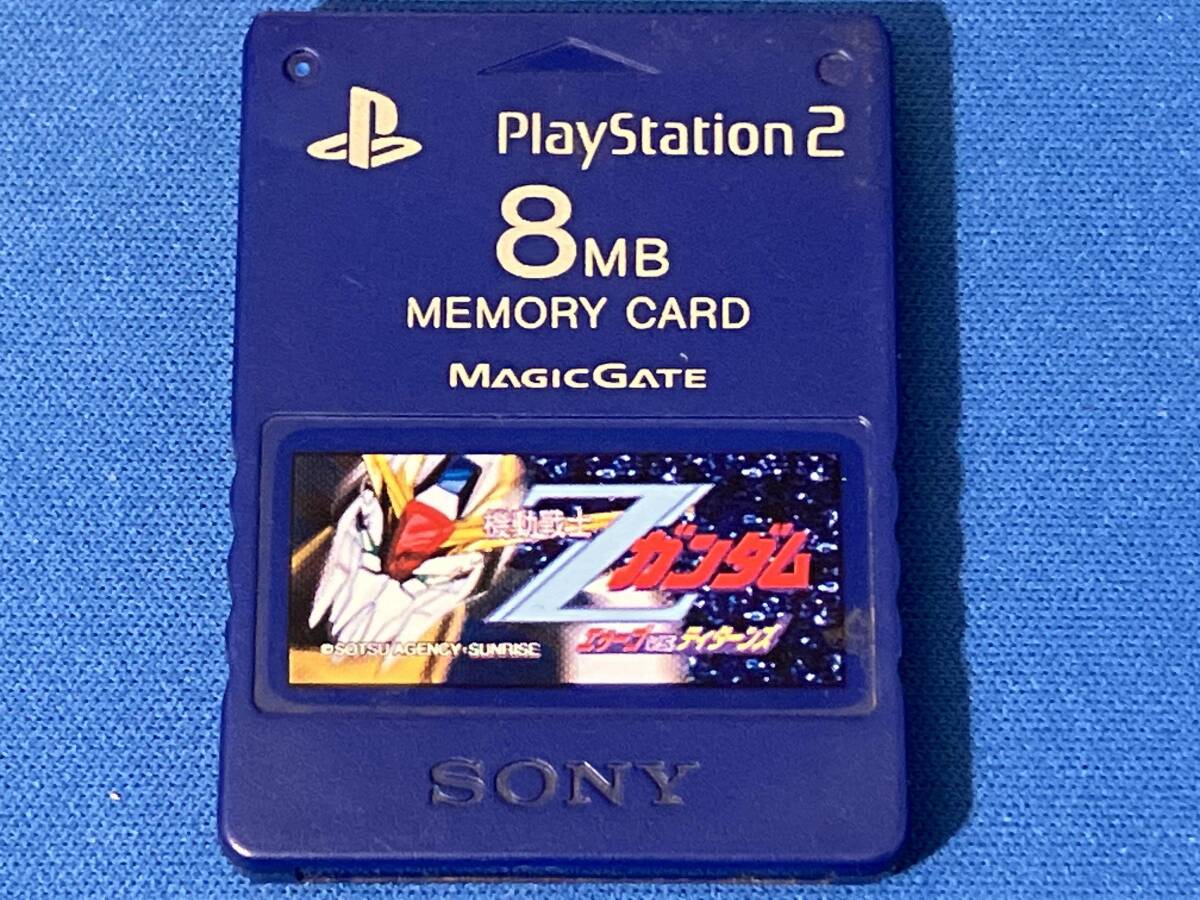 PlayStation 2
8MB
MEMORY CARD
MAGICGATE
機動戦士
Zガンダム
エゥーゴ VS. ティターンズ
©SOTSU AGENCY・SUNRISE
SONY